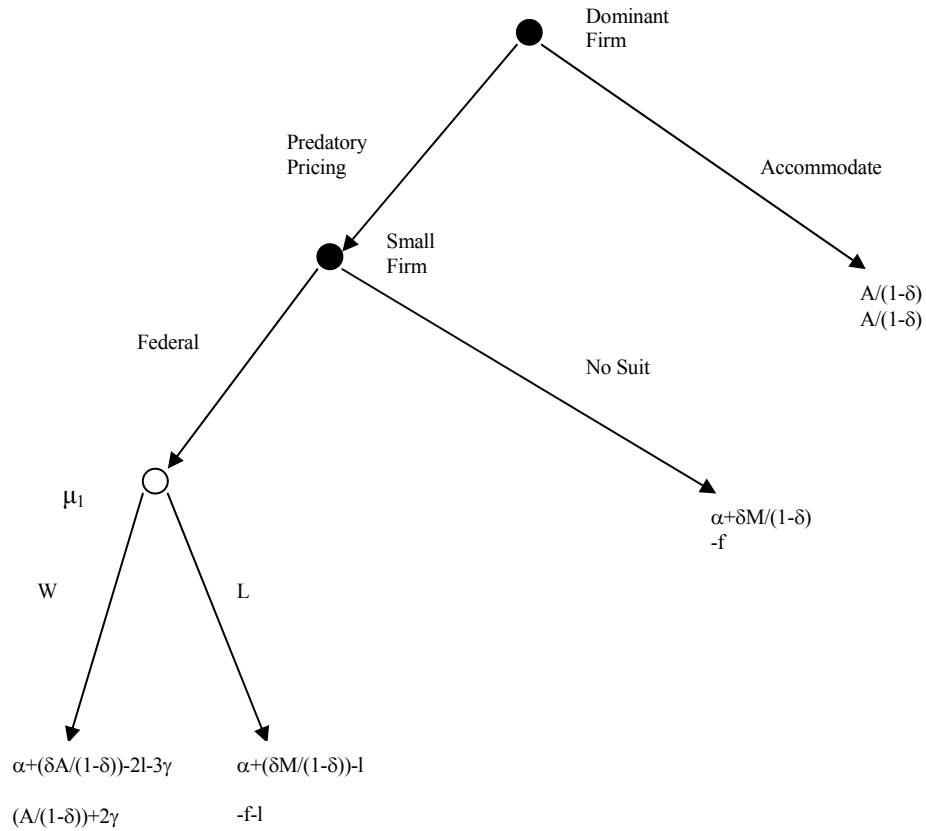 Dominant
Firm
Predatory
Pricing
Accommodate
Small
Firm
A/(1-δ)
A/(1-δ)
Federal
No Suit
μ₁
α+δM/(1-δ)
-f
W
L
α+(δA/(1-δ))-2l-3γ
α+(δM/(1-δ))-l
(A/(1-δ))+2γ
-f-l